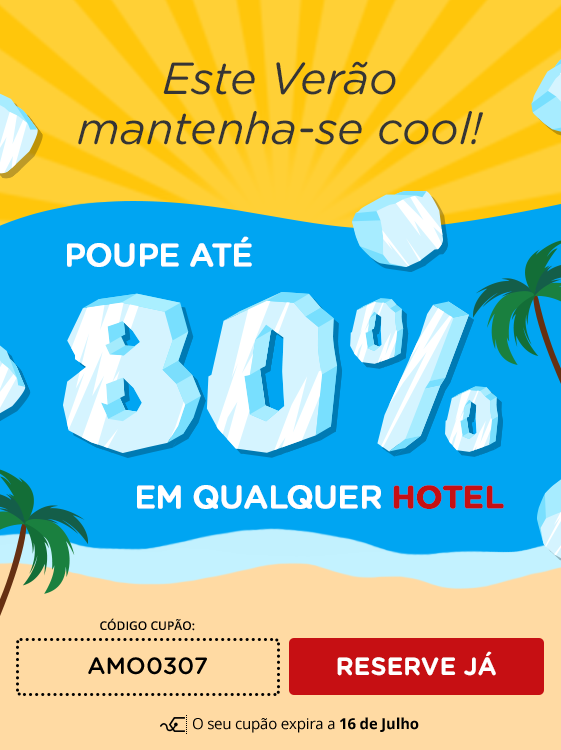 Este Verão
mantenha-se cool!
POUPE ATÉ
80%
EM QUALQUER HOTEL
CÓDIGO CUPÃO:
AMO0307
RESERVE JÁ
O seu cupão expira a 16 de Julho